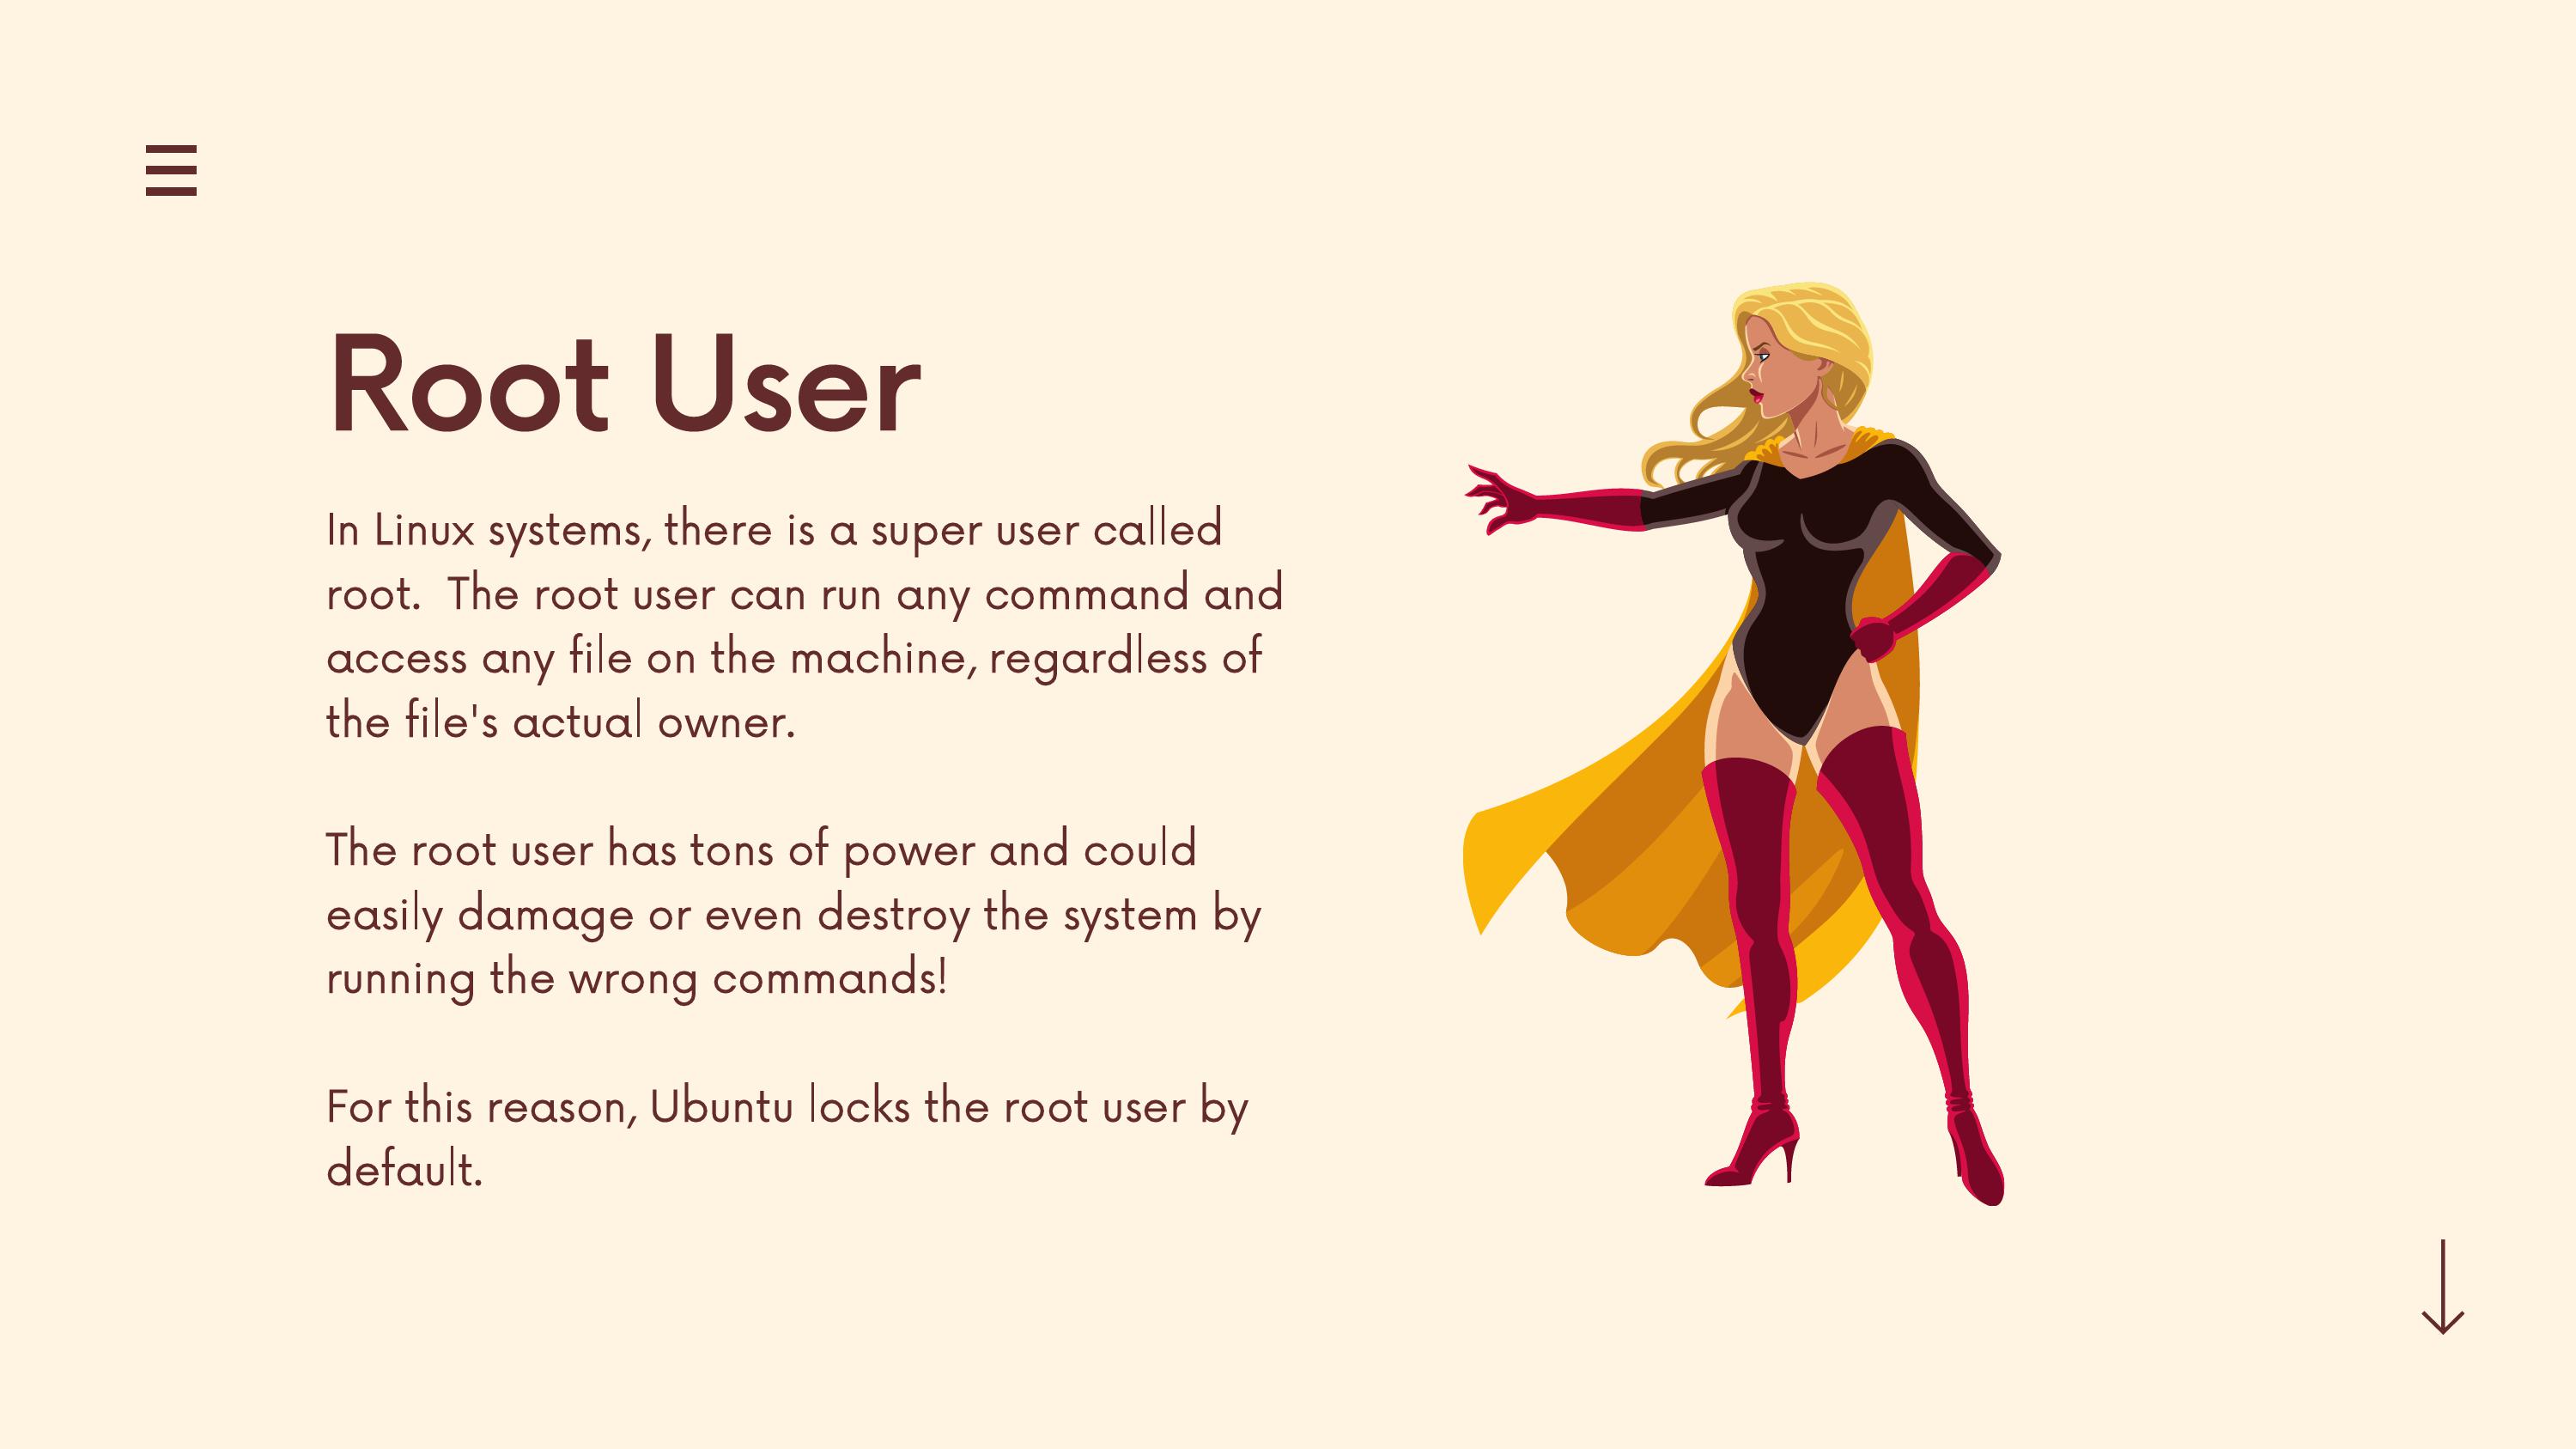 Root User
In Linux systems, there is a super user called
root.  The root user can run any command and
access any file on the machine, regardless of
the file's actual owner.
The root user has tons of power and could
easily damage or even destroy the system by
running the wrong commands!
For this reason, Ubuntu locks the root user by
default.